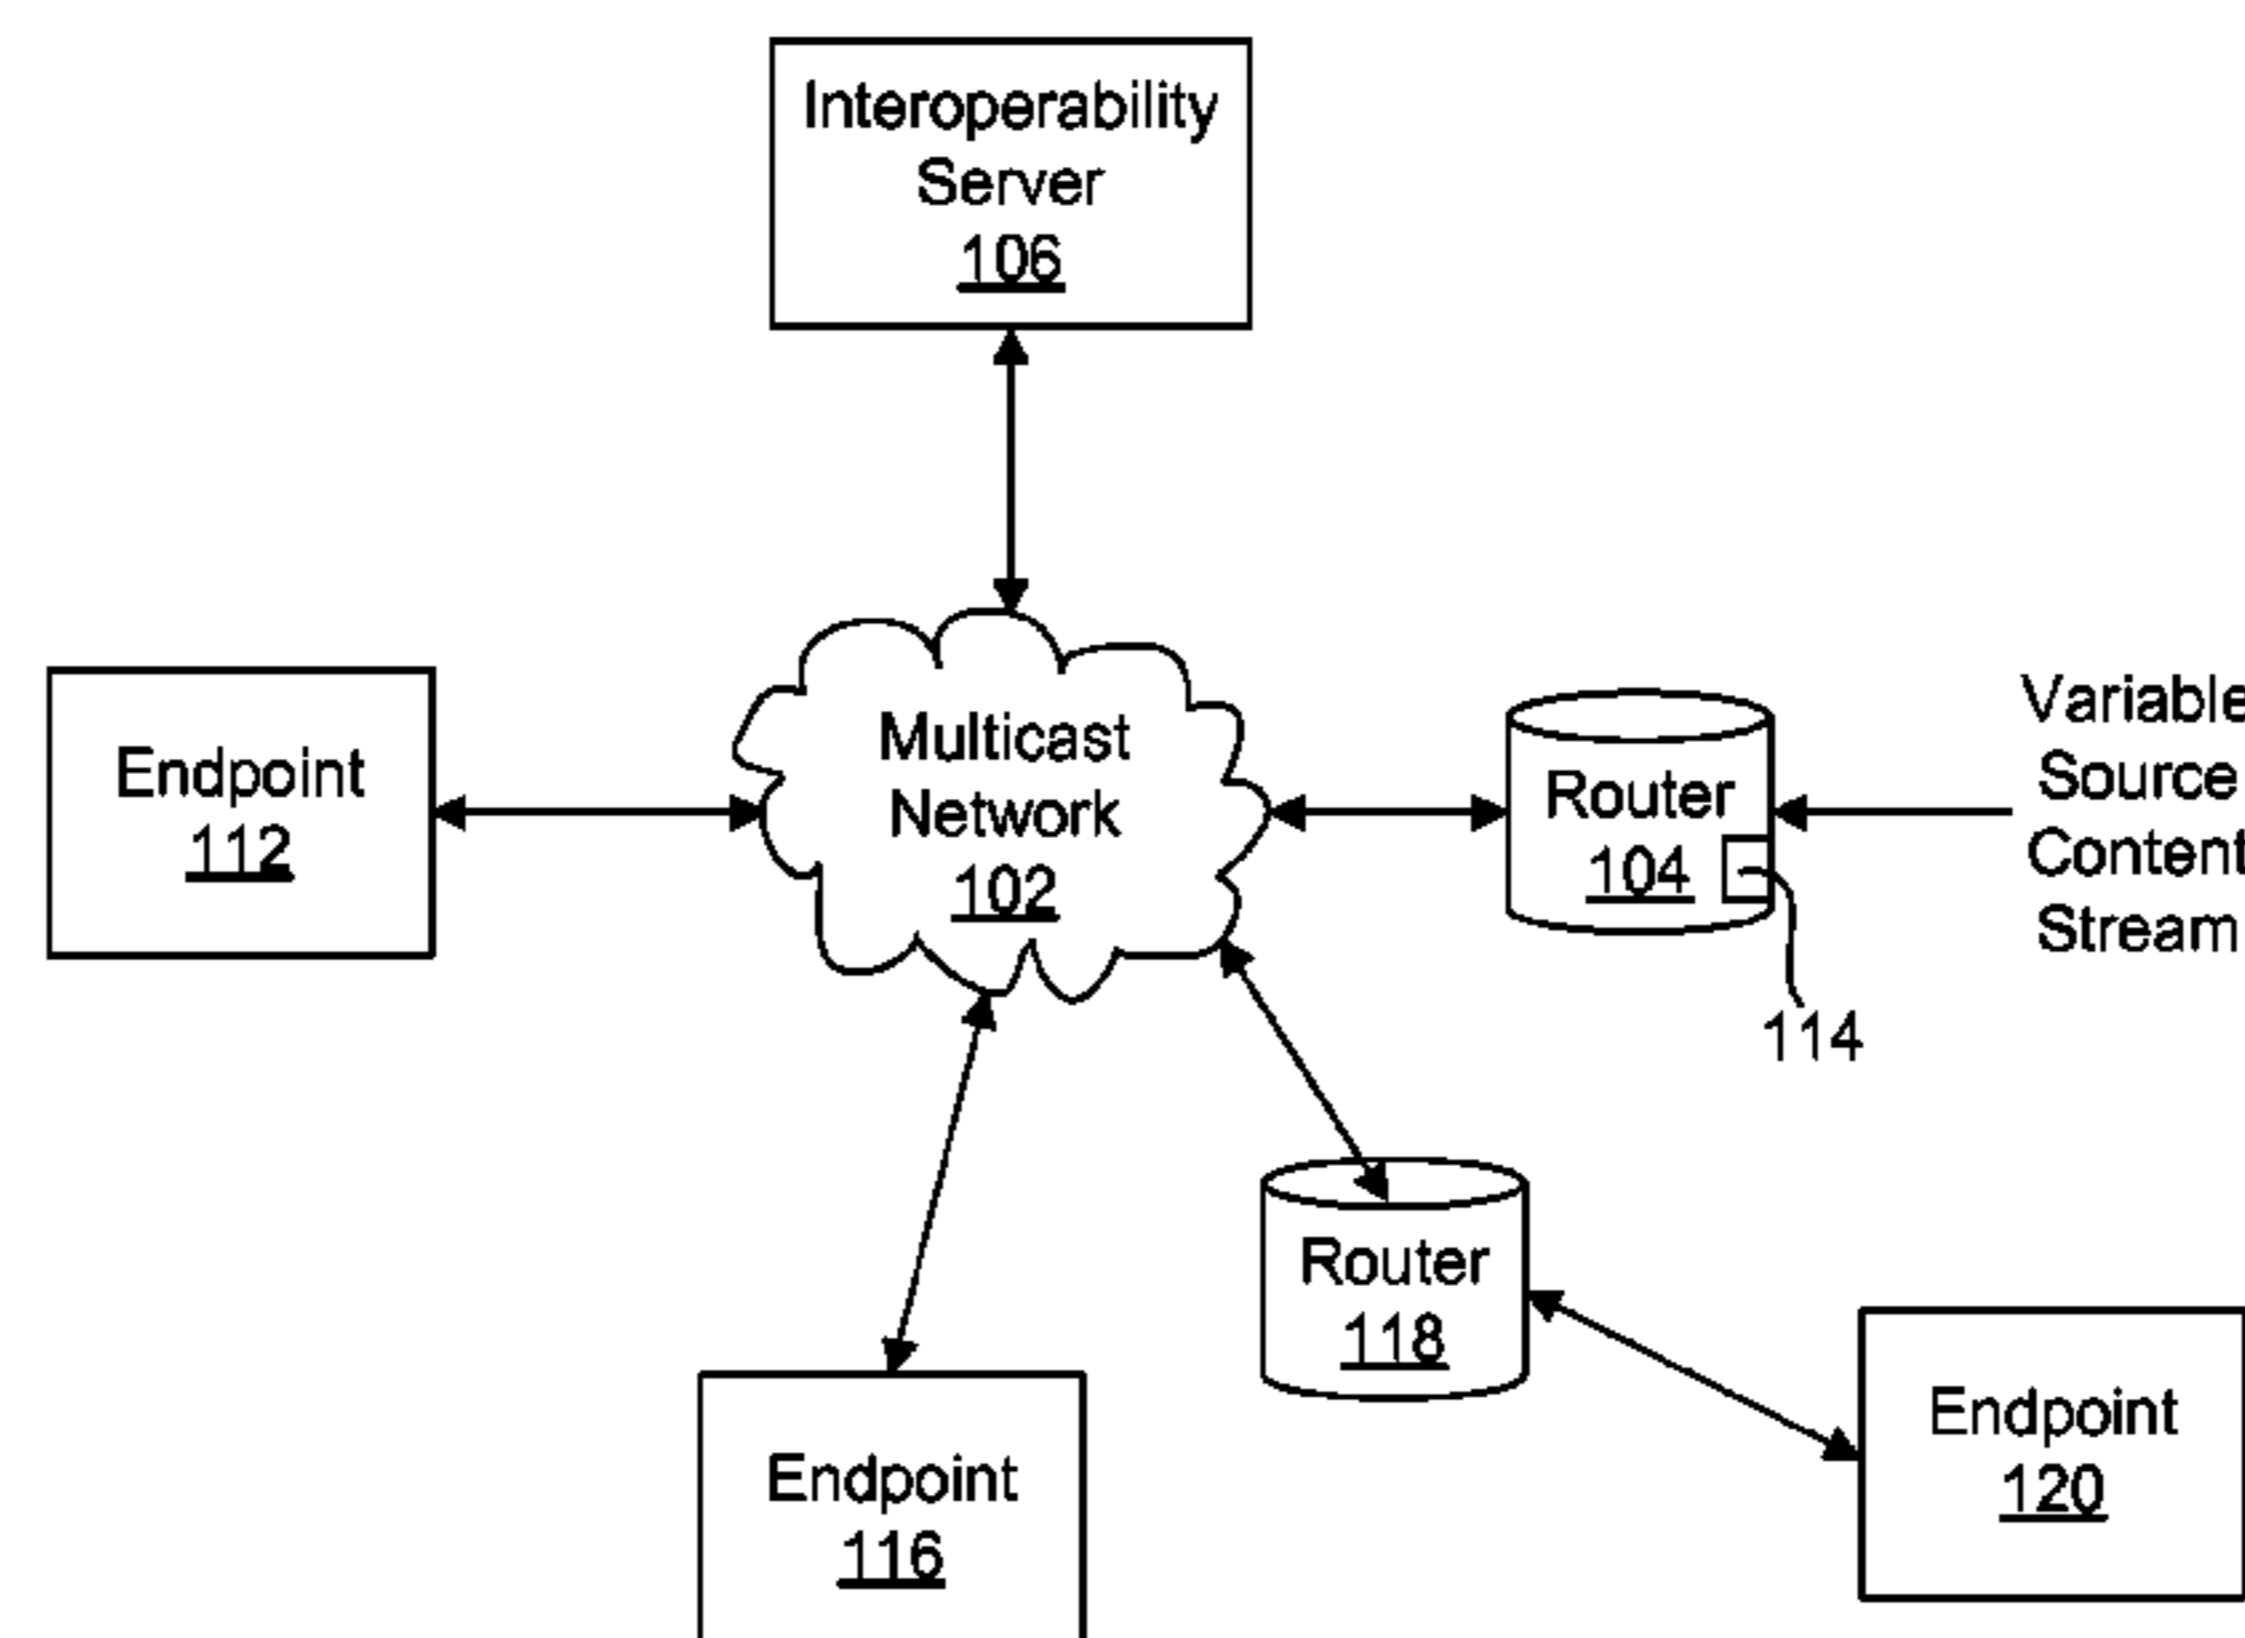 Interoperability
Server
106
Endpoint
112
Multicast
Network
102
Router
104
Variable
Source
Content
Stream
114
Router
118
Endpoint
120
Endpoint
116